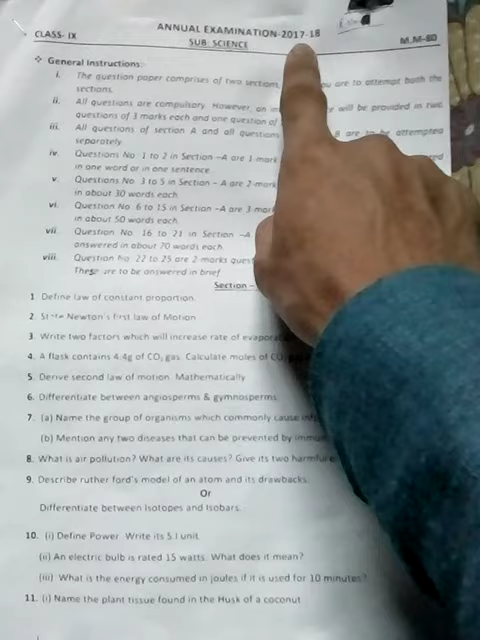 ANNUAL EXAMINATION-2017-18
CLASS- IX
SUB: SCIENCE
M.M-80
❖ General Instructions:-
i. The question paper comprises of two sections, are to attempt both the
sections.
ii. All questions are compulsory. However, an in will be provided in two
questions of 3 marks each and one question of
iii. All questions of section A and all questions B are to be attempted
separately.
iv. Questions No. 1 to 2 in Section –A are 1 mark
in one word or in one sentence.
v. Questions No. 3 to 5 in Section – A are 2-mark
in about 30 words each.
vi. Question No. 6 to 15 in Section –A are 3 mar
in about 50 words each.
vii. Question No. 16 to 21 in Section –A
answered in about 70 words each.
viii. Question No. 22 to 25 are 2-marks ques
These are to be answered in brief
Section –
1. Define law of constant proportion.
2. State Newton's first law of Motion
3. Write two factors which will increase rate of evapora
4. A flask contains 4.4g of CO₂ gas. Calculate moles of CO₂
5. Derive second law of motion. Mathematically
6. Differentiate between angiosperms & gymnosperms
7. (a) Name the group of organisms which commonly cause
(b) Mention any two diseases that can be prevented by immu
8. What is air pollution? What are its causes? Give its two harmful e
9. Describe ruther ford's model of an atom and its drawbacks.
Or
Differentiate between Isotopes and Isobars.
10. (i) Define Power. Write its S.I unit.
(ii) An electric bulb is rated 15 watts. What does it mean?
(iii) What is the energy consumed in joules if it is used for 10 minutes?
11. (i) Name the plant tissue found in the Husk of a coconut